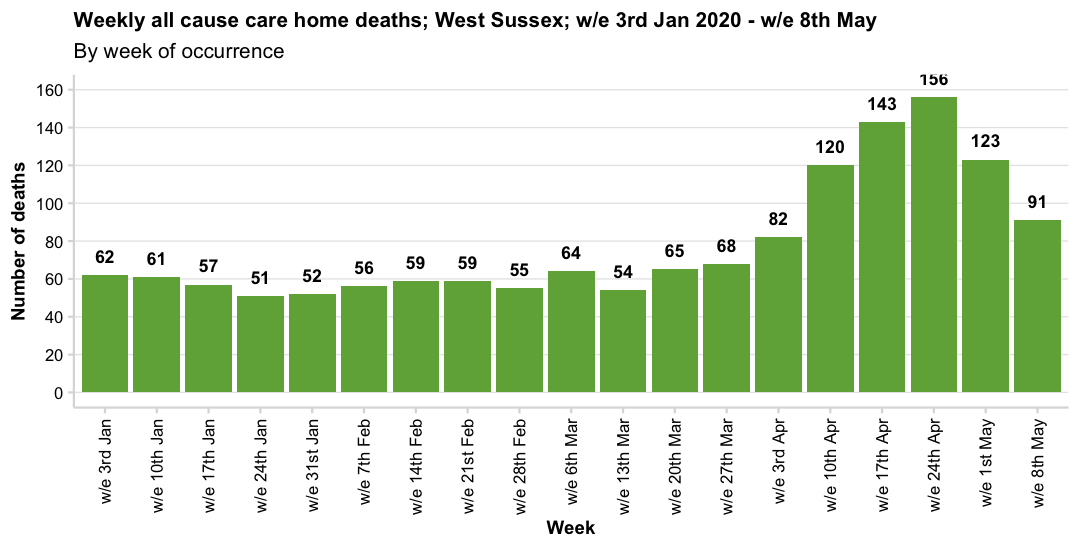 Weekly all cause care home deaths; West Sussex; w/e 3rd Jan 2020 - w/e 8th May
By week of occurrence
Number of deaths
160
140
120
100
80
60
40
20
0
62
61
57
51
52
56
59
59
55
64
54
65
68
82
120
143
156
123
91
w/e 3rd Jan
w/e 10th Jan
w/e 17th Jan
w/e 24th Jan
w/e 31st Jan
w/e 7th Feb
w/e 14th Feb
w/e 21st Feb
w/e 28th Feb
w/e 6th Mar
w/e 13th Mar
w/e 20th Mar
w/e 27th Mar
w/e 3rd Apr
w/e 10th Apr
w/e 17th Apr
w/e 24th Apr
w/e 1st May
w/e 8th May
Week